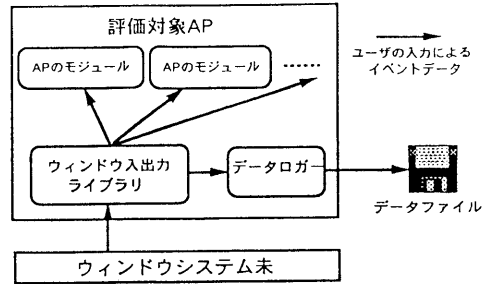 評価対象AP
APのモジュール
APのモジュール
ユーザの入力による
イベントデータ
ウィンドウ入出力
ライブラリ
データロガー
データファイル
ウィンドウシステム未